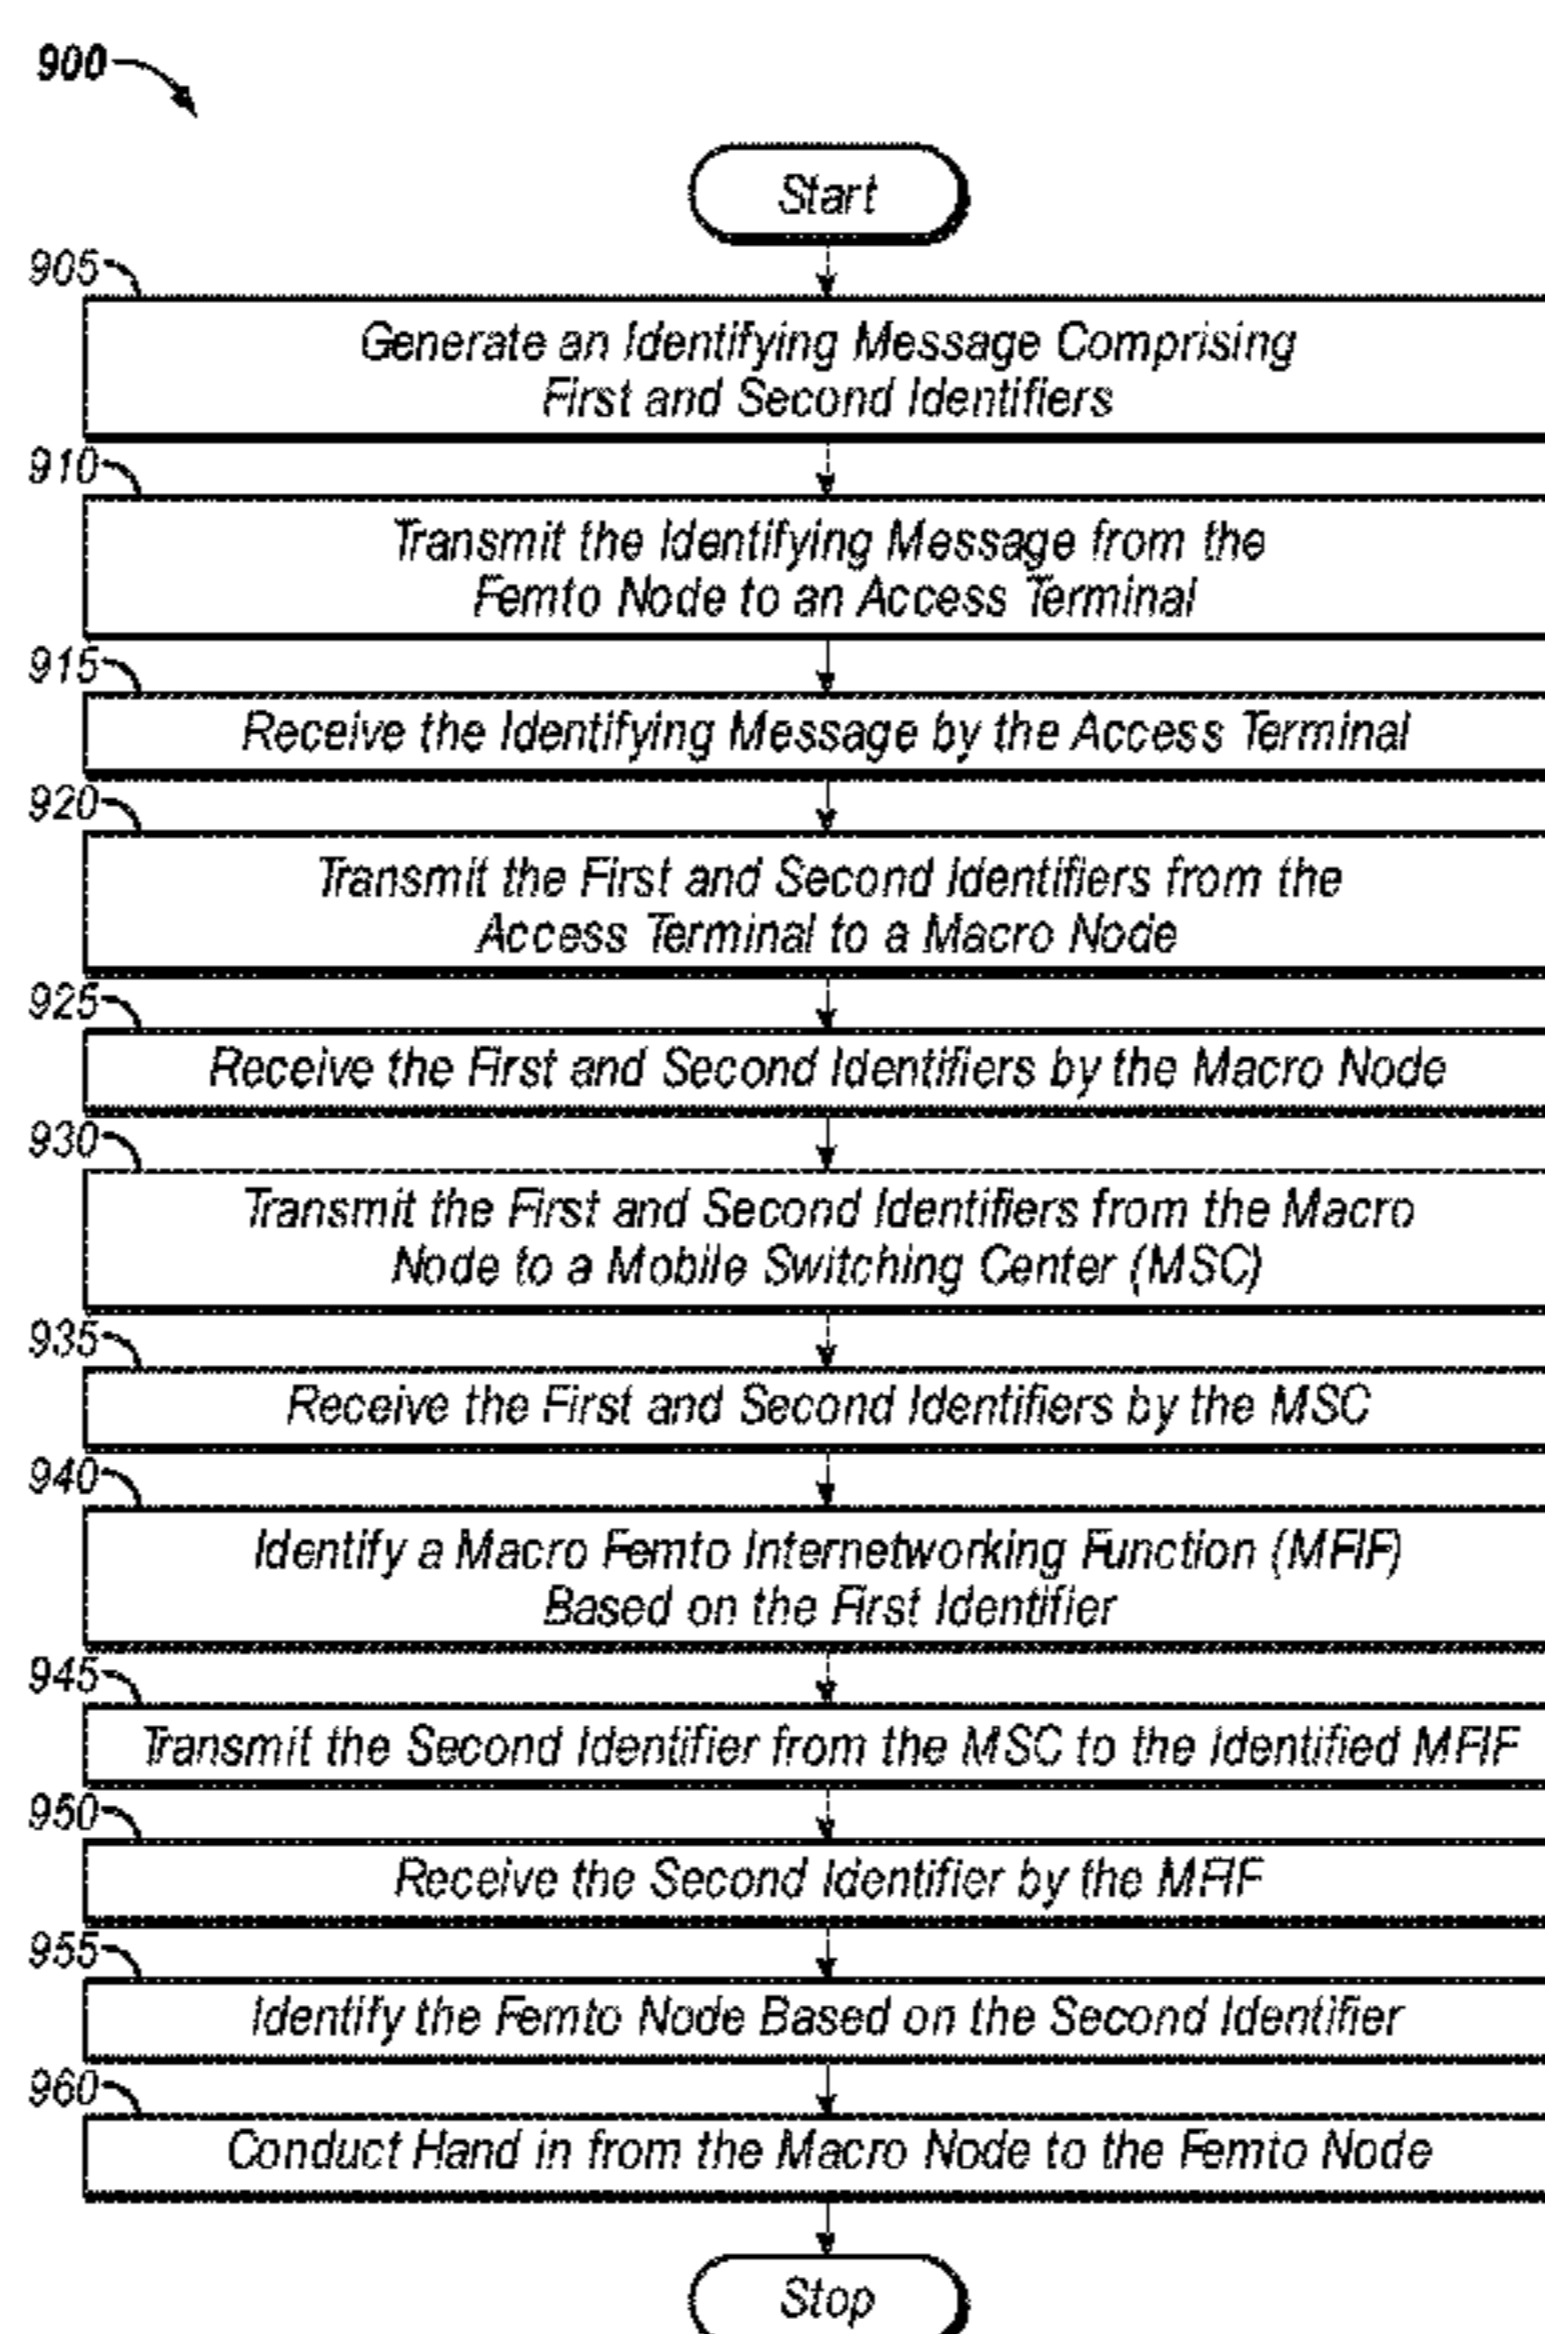 900
Start
905
Generate an Identifying Message Comprising
First and Second Identifiers
910
Transmit the Identifying Message from the
Femto Node to an Access Terminal
915
Receive the Identifying Message by the Access Terminal
920
Transmit the First and Second Identifiers from the
Access Terminal to a Macro Node
925
Receive the First and Second Identifiers by the Macro Node
930
Transmit the First and Second Identifiers from the Macro
Node to a Mobile Switching Center (MSC)
935
Receive the First and Second Identifiers by the MSC
940
Identify a Macro Femto Internetworking Function (MFIF)
Based on the First Identifier
945
Transmit the Second Identifier from the MSC to the Identified MFIF
950
Receive the Second Identifier by the MFIF
955
Identify the Femto Node Based on the Second Identifier
960
Conduct Hand in from the Macro Node to the Femto Node
Stop